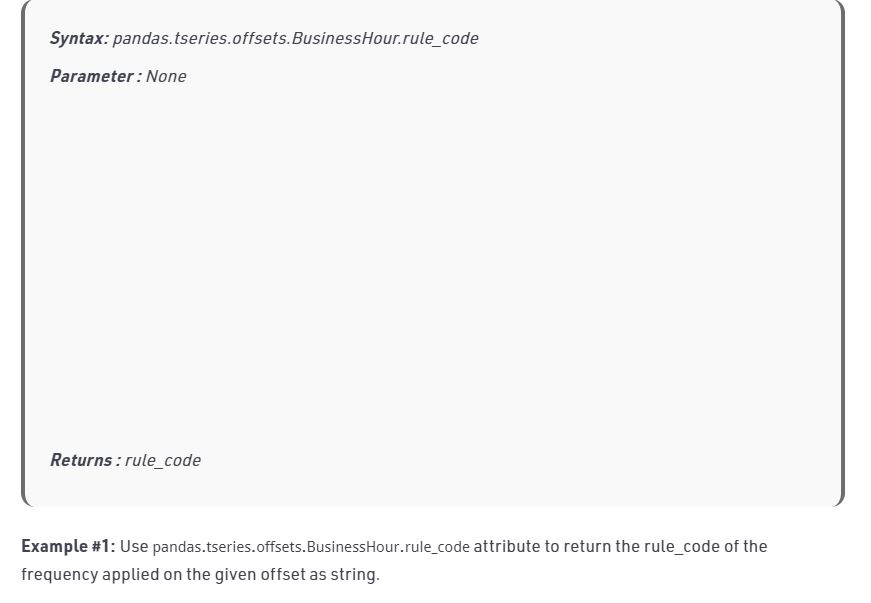 Syntax: pandas.tseries.offsets.BusinessHour.rule_code
Parameter : None
Returns : rule_code
Example #1: Use pandas.tseries.offsets.BusinessHour.rule_code attribute to return the rule_code of the
frequency applied on the given offset as string.